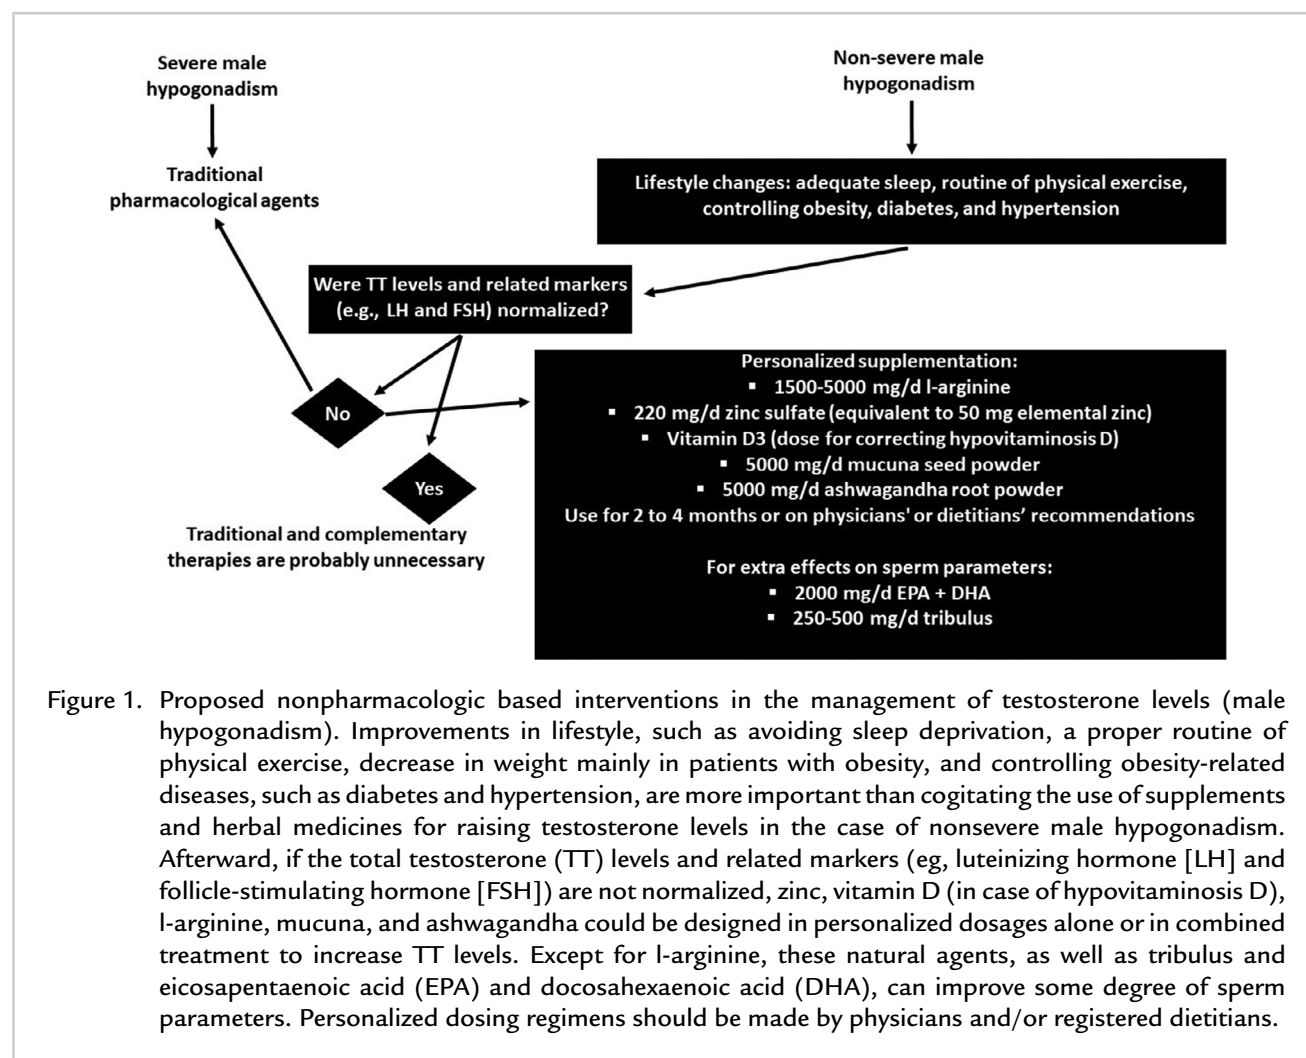 Severe male
hypogonadism
Non-severe male
hypogonadism
Traditional
pharmacological agents
Lifestyle changes: adequate sleep, routine of physical exercise,
controlling obesity, diabetes, and hypertension
Were TT levels and related markers
(e.g., LH and FSH) normalized?
No
Yes
Traditional and complementary
therapies are probably unnecessary
Personalized supplementation:
▪ 1500-5000 mg/d l-arginine
▪ 220 mg/d zinc sulfate (equivalent to 50 mg elemental zinc)
▪ Vitamin D3 (dose for correcting hypovitaminosis D)
▪ 5000 mg/d mucuna seed powder
▪ 5000 mg/d ashwagandha root powder
Use for 2 to 4 months or on physicians' or dietitians’ recommendations
For extra effects on sperm parameters:
▪ 2000 mg/d EPA + DHA
▪ 250-500 mg/d tribulus
Figure 1. Proposed nonpharmacologic based interventions in the management of testosterone levels (male
hypogonadism). Improvements in lifestyle, such as avoiding sleep deprivation, a proper routine of
physical exercise, decrease in weight mainly in patients with obesity, and controlling obesity-related
diseases, such as diabetes and hypertension, are more important than cogitating the use of supplements
and herbal medicines for raising testosterone levels in the case of nonsevere male hypogonadism.
Afterward, if the total testosterone (TT) levels and related markers (eg, luteinizing hormone [LH] and
follicle-stimulating hormone [FSH]) are not normalized, zinc, vitamin D (in case of hypovitaminosis D),
l-arginine, mucuna, and ashwagandha could be designed in personalized dosages alone or in combined
treatment to increase TT levels. Except for l-arginine, these natural agents, as well as tribulus and
eicosapentaenoic acid (EPA) and docosahexaenoic acid (DHA), can improve some degree of sperm
parameters. Personalized dosing regimens should be made by physicians and/or registered dietitians.